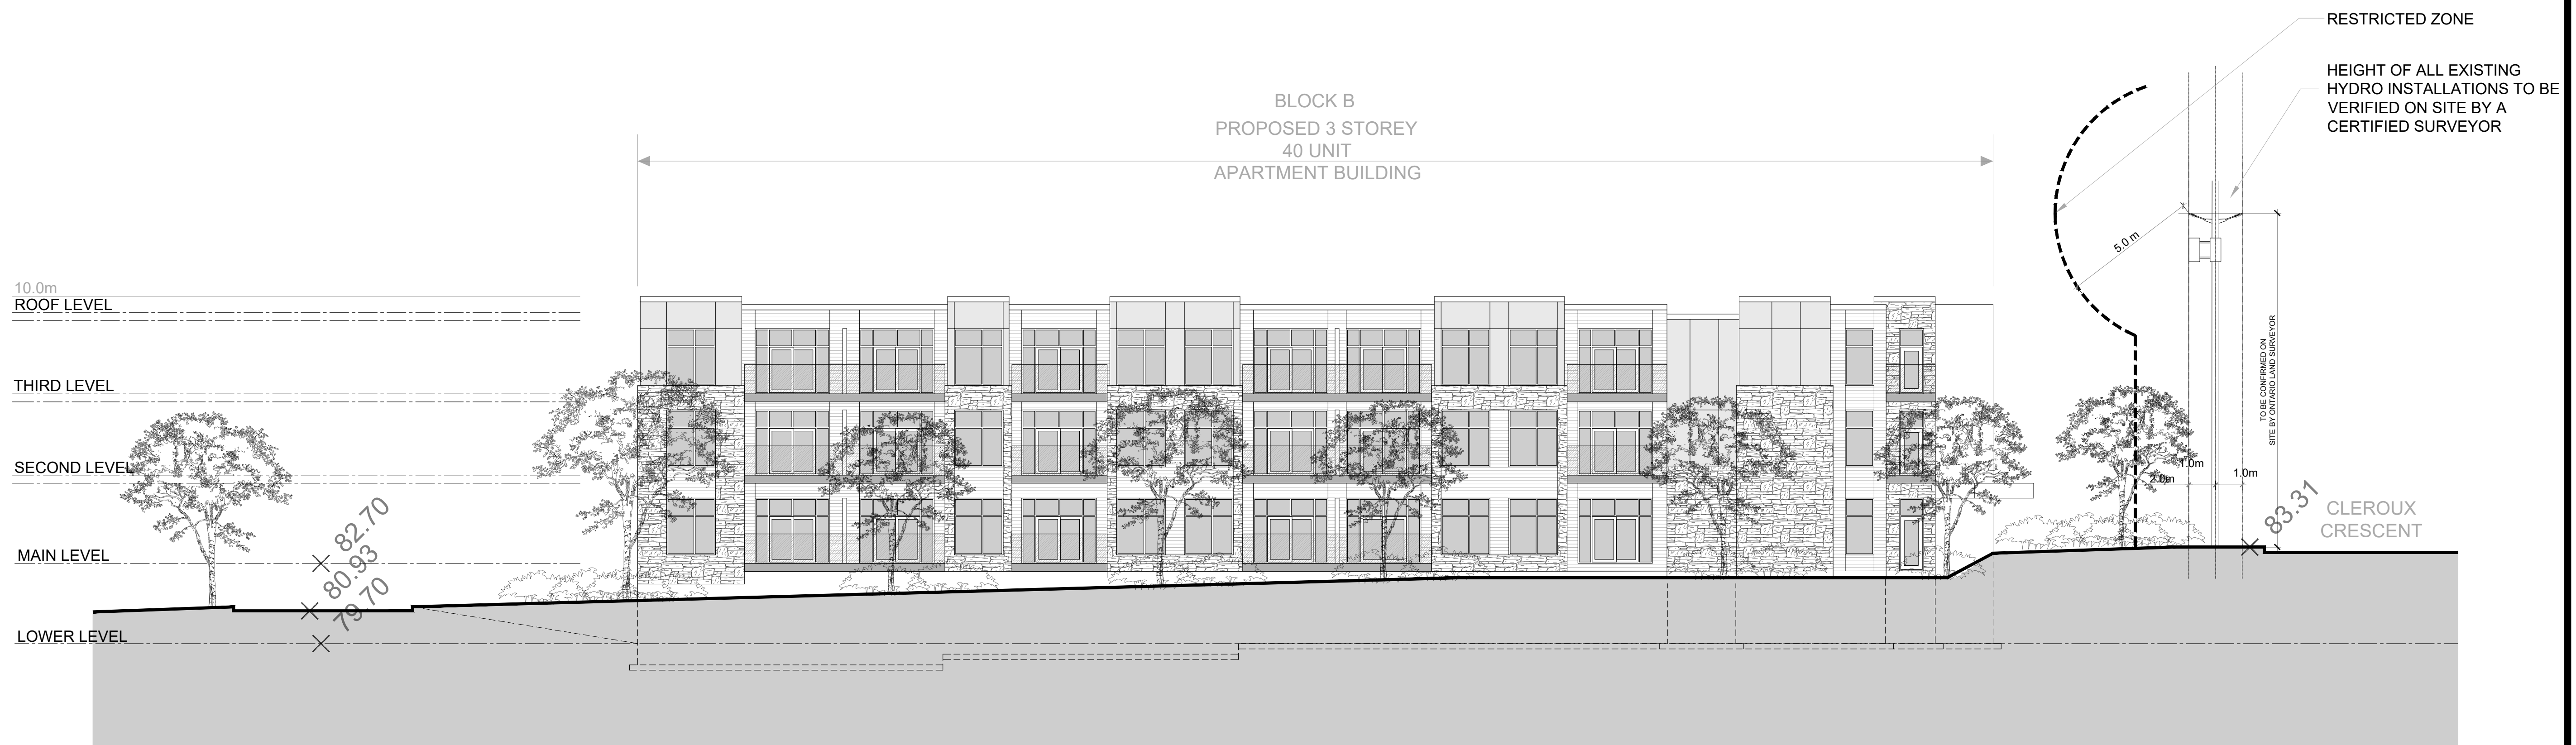 RESTRICTED ZONE
HEIGHT OF ALL EXISTING
HYDRO INSTALLATIONS TO BE
VERIFIED ON SITE BY A
CERTIFIED SURVEYOR
BLOCK B
PROPOSED 3 STOREY
40 UNIT
APARTMENT BUILDING
5.0 m
10.0m
ROOF LEVEL
THIRD LEVEL
SECOND LEVEL
MAIN LEVEL
LOWER LEVEL
82.70
80.93
79.70
TO BE CONFIRMED ON
SITE BY ONTARIO LAND SURVEYOR
1.0m
2.0m
1.0m
83.31
CLEROUX
CRESCENT